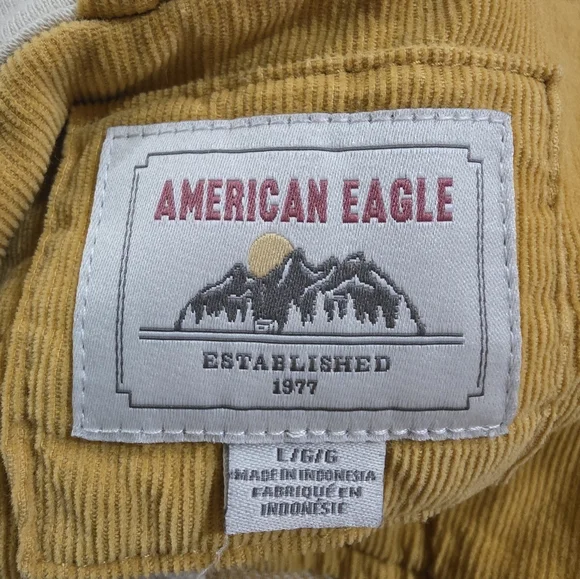 AMERICAN EAGLE
ESTABLISHED
1977
L/G/G
MADE IN INDONESIA
FABRIQUÉ EN
INDONÉSIE